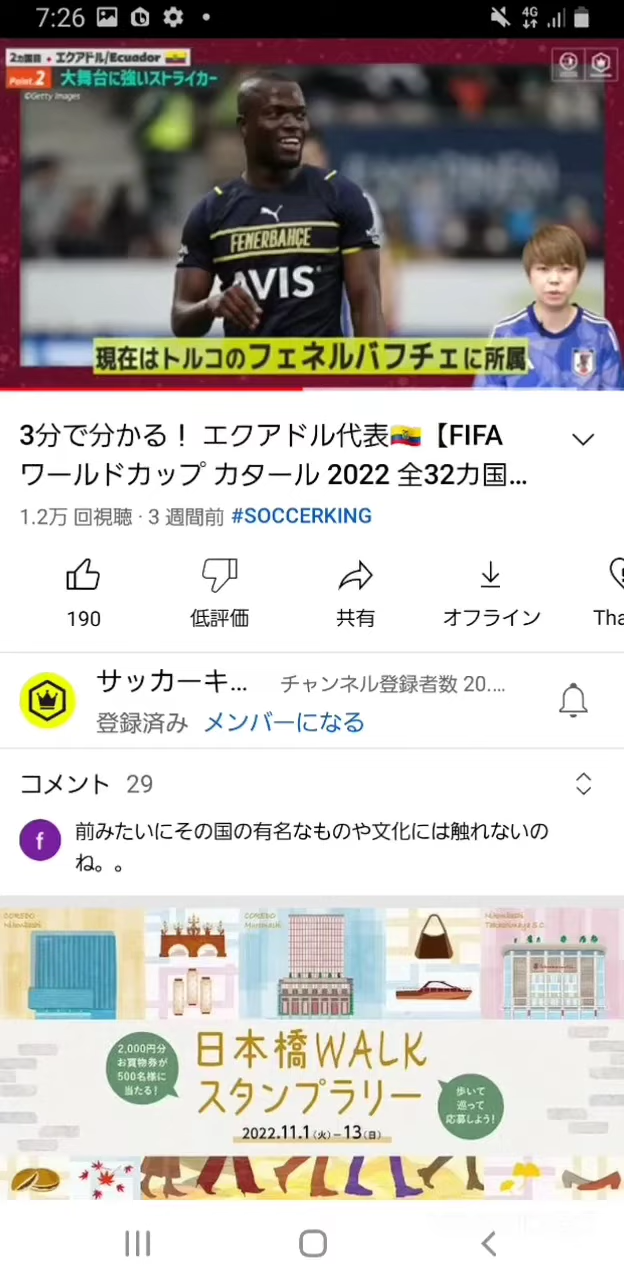 7:26
4G
2カ国目 ・ エクアドル/Ecuador
Point.2 大舞台に強いストライカー
©Getty Images
FENERBAHÇE
AVIS
現在はトルコのフェネルバフチェに所属
3分で分かる！ エクアドル代表🇪🇨【FIFA
ワールドカップ カタール 2022 全32カ国...
1.2万 回視聴 · 3 週間前 #SOCCERKING
190 低評価 共有 オフライン Tha
サッカーキ... チャンネル登録者数 20....
登録済み メンバーになる
コメント 29
f
前みたいにその国の有名なものや文化には触れないの
ね。。
COREDO
Nihonbashi
COREDO
Muromachi
Nihonbashi
Takashimaya S.C.
2,000円分
お買物券が
500名様に
当たる！
日本橋WALK
スタンプラリー
歩いて
巡って
応募しよう！
2022.11.1(火)−13(日)